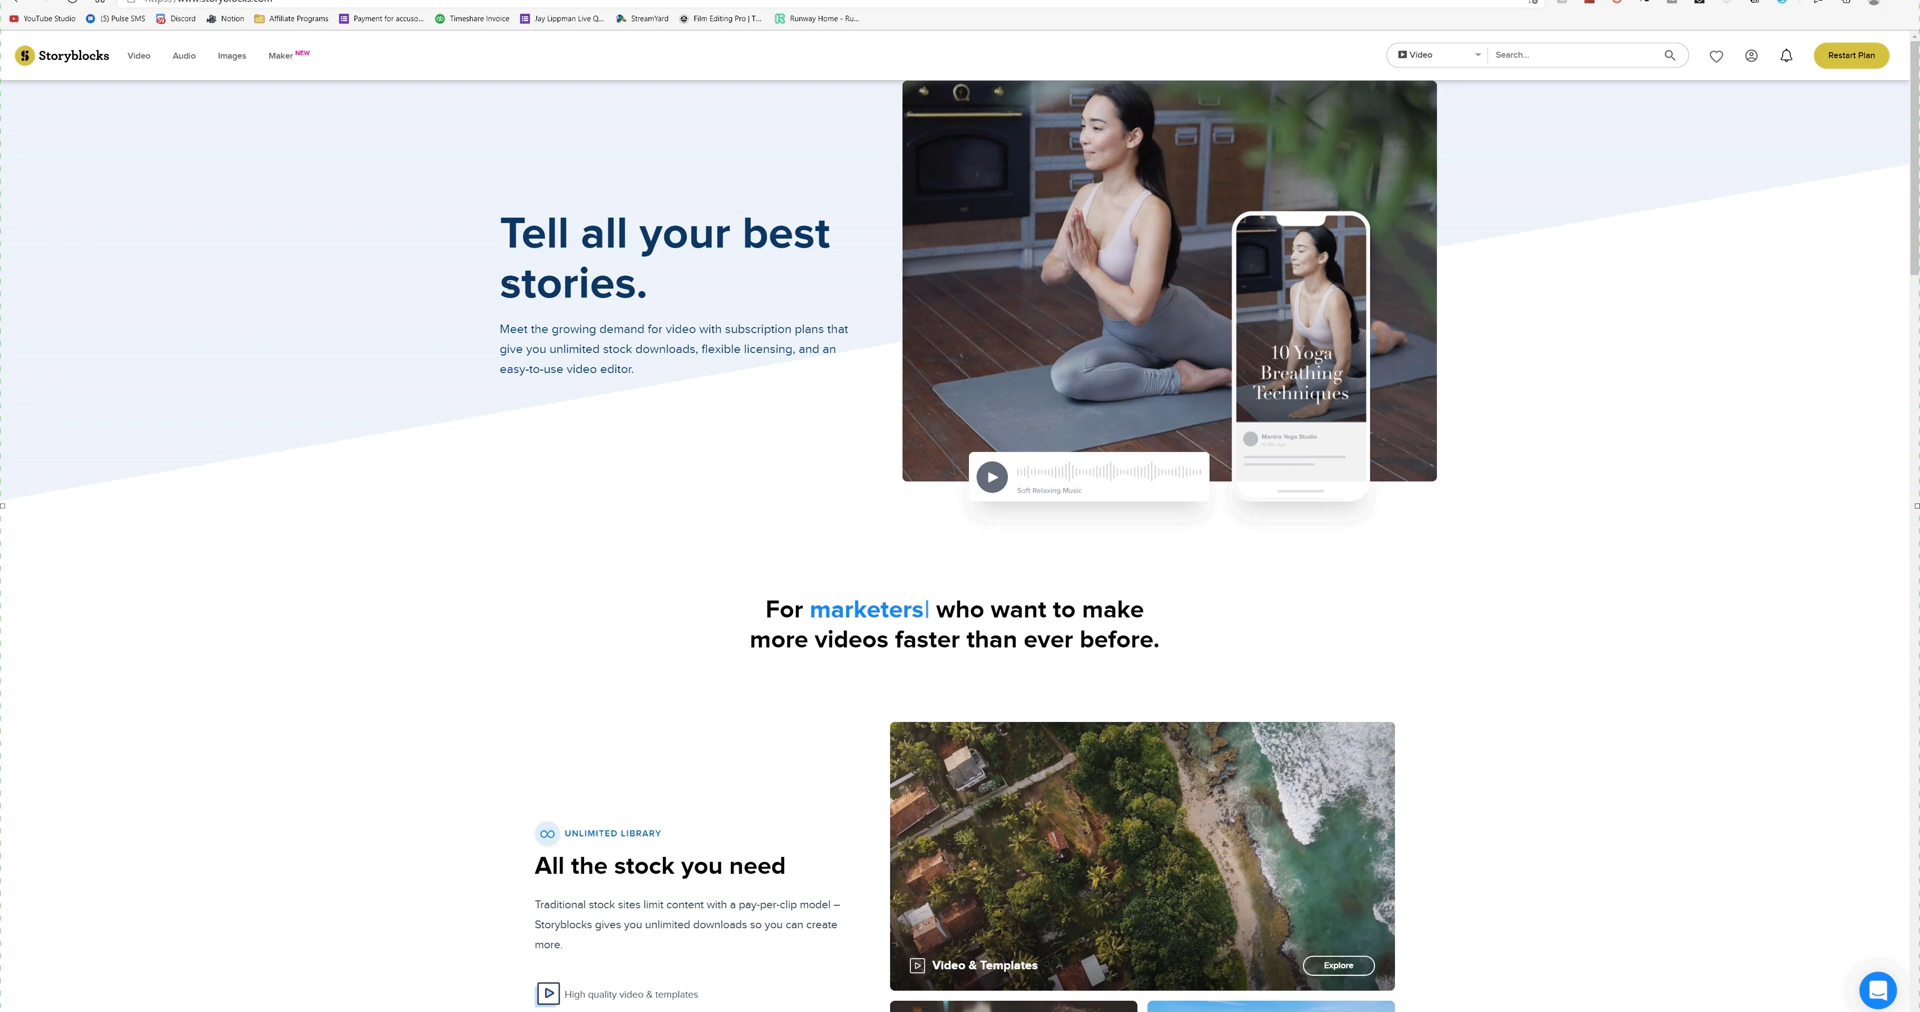 YouTube Studio
(5) Pulse SMS
Discord
Notion
Affiliate Programs
Payment for accuso...
Timeshare Invoice
Jay Lippman Live Q...
StreamYard
Film Editing Pro | T...
Runway Home - Ru...
Storyblocks
Video
Audio
Images
Maker NEW
Video
Search...
Restart Plan
Tell all your best
stories.
Meet the growing demand for video with subscription plans that
give you unlimited stock downloads, flexible licensing, and an
easy-to-use video editor.
10 Yoga
Breathing
Techniques
Mantra Yoga Studio
Soft Relaxing Music
For marketers| who want to make
more videos faster than ever before.
UNLIMITED LIBRARY
All the stock you need
Traditional stock sites limit content with a pay-per-clip model –
Storyblocks gives you unlimited downloads so you can create
more.
High quality video & templates
Video & Templates
Explore